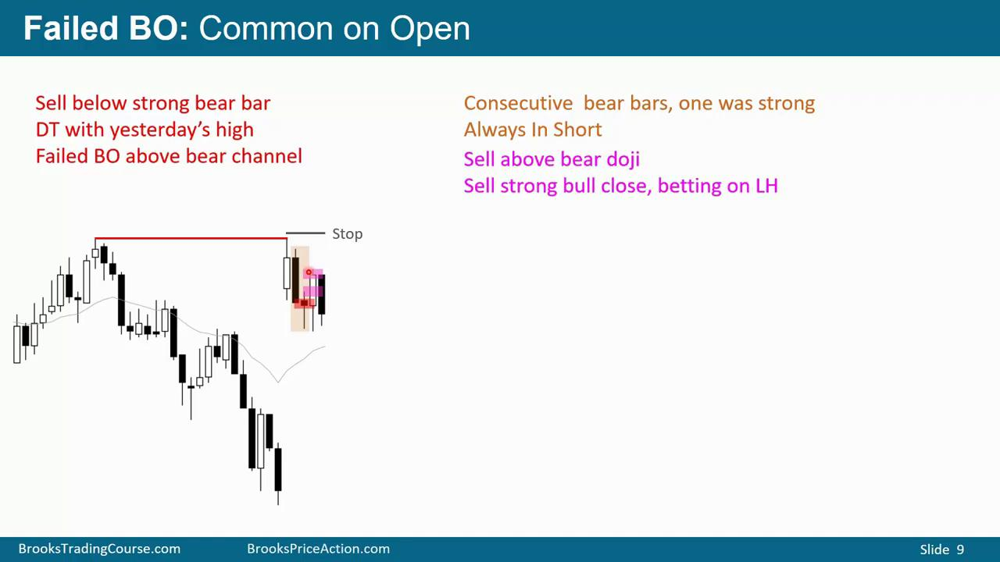 Failed BO: Common on Open
Sell below strong bear bar
DT with yesterday's high
Failed BO above bear channel
Consecutive bear bars, one was strong
Always In Short
Sell above bear doji
Sell strong bull close, betting on LH
Stop
BrooksTradingCourse.com
BrooksPriceAction.com
Slide 9